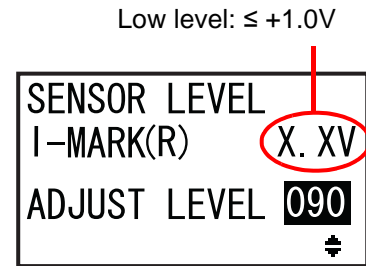 Low level: ≤ +1.0V
SENSOR LEVEL
I-MARK(R) X.XV
ADJUST LEVEL 090